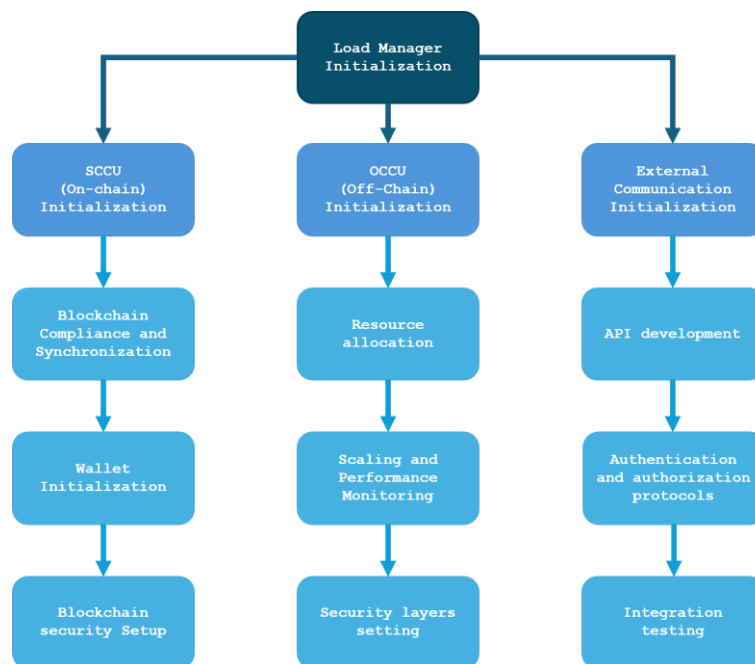 Load Manager
Initialization
SCCU
(On-chain)
Initialization
OCCU
(Off-Chain)
Initialization
External
Communication
Initialization
Blockchain
Compliance and
Synchronization
Resource
allocation
API development
Wallet
Initialization
Scaling and
Performance
Monitoring
Authentication
and authorization
protocols
Blockchain
security Setup
Security layers
setting
Integration
testing